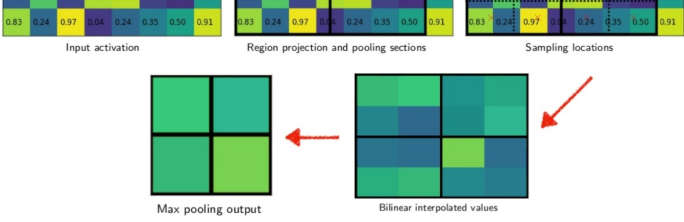 0.83 0.24 0.97 0.04 0.24 0.35 0.50 0.91
0.83 0.24 0.97 0.04 0.24 0.35 0.50 0.91
0.83 0.24 0.97 0.04 0.24 0.35 0.50 0.91
Input activation
Region projection and pooling sections
Sampling locations
Max pooling output
Bilinear interpolated values